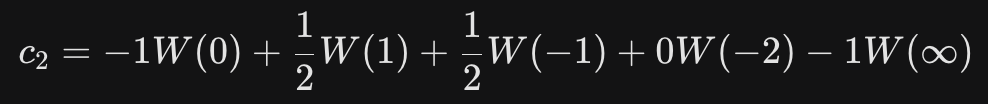 c₂ = −1W(0) + 1/2 W(1) + 1/2 W(−1) + 0W(−2) − 1W(∞)